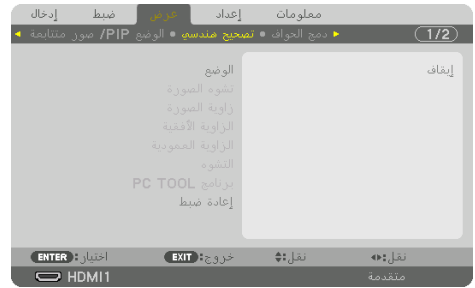 إدخال ضبط عرض إعداد معلومات
الوضع PIP/ صور متتابعة • تصحيح هندسي • دمج الحواف 1/2
الوضع إيقاف
تشوه الصورة
زاوية الصورة
الزاوية الأفقية
الزاوية العمودية
التشوه
برنامج PC TOOL
إعادة ضبط
ENTER :اختيار EXIT :خروج نقل: نقل:
HDMI1 متقدمة